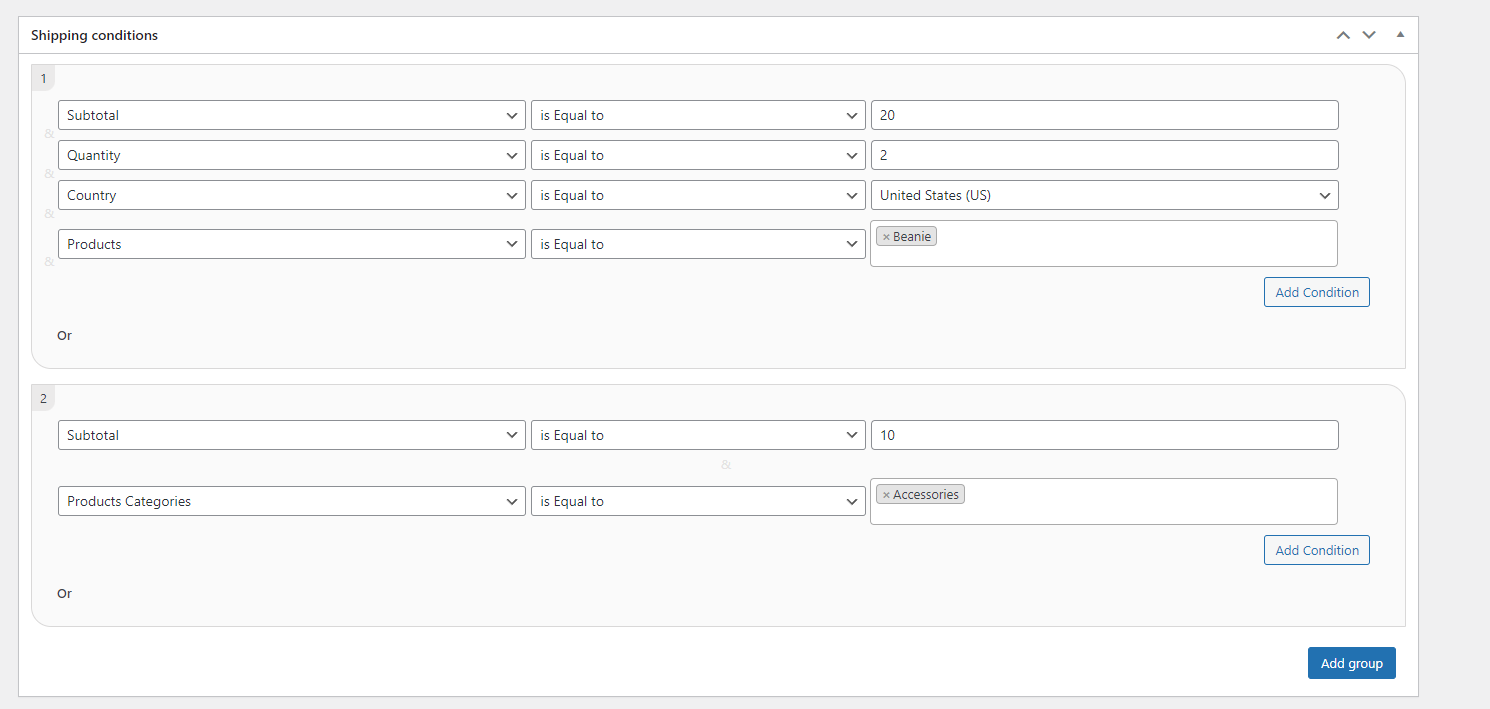 Shipping conditions
1
Subtotal is Equal to 20
&
Quantity is Equal to 2
&
Country is Equal to United States (US)
&
Products is Equal to × Beanie
&
Add Condition
Or
2
Subtotal is Equal to 10
&
Products Categories is Equal to × Accessories
Add Condition
Or
Add group